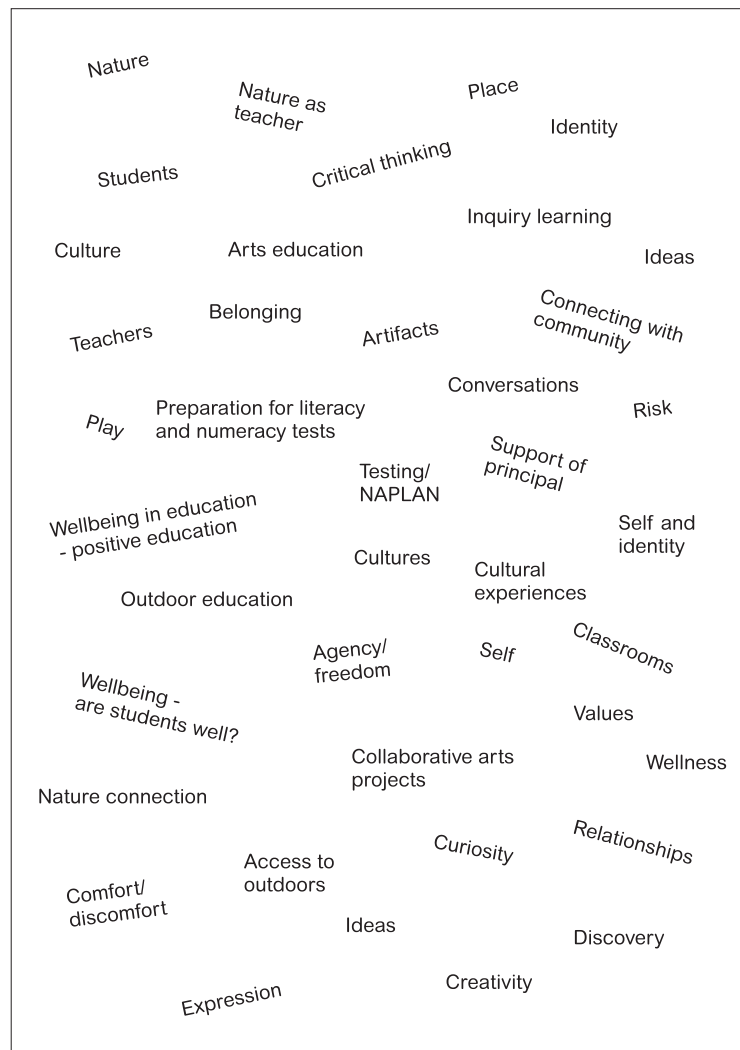 Nature
Nature as
teacher
Place
Identity
Critical thinking
Students
Inquiry learning
Culture
Arts education
Ideas
Belonging
Connecting with
community
Teachers
Artifacts
Conversations
Play
Preparation for literacy
and numeracy tests
Risk
Support of
principal
Testing/
NAPLAN
Wellbeing in education
- positive education
Self and
identity
Cultures
Cultural
experiences
Outdoor education
Agency/
freedom
Self
Classrooms
Wellbeing -
are students well?
Values
Collaborative arts
projects
Wellness
Nature connection
Curiosity
Relationships
Access to
outdoors
Comfort/
discomfort
Ideas
Discovery
Creativity
Expression